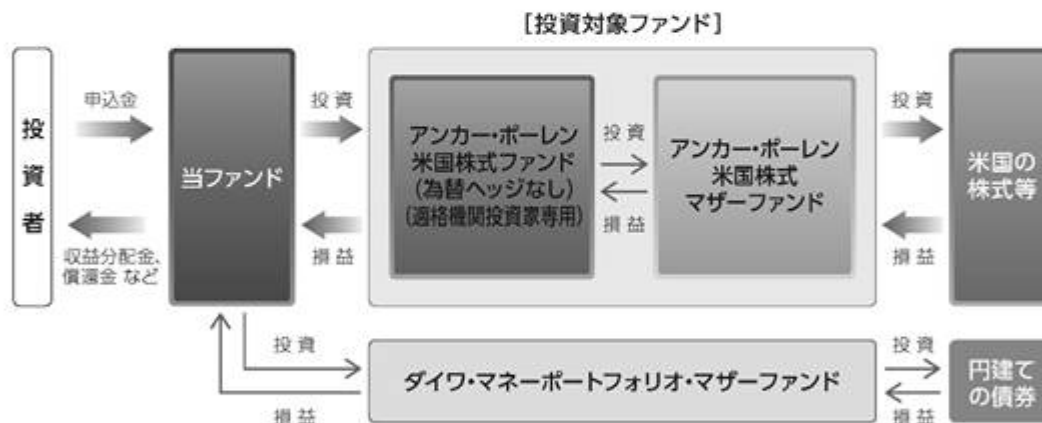 [投資対象ファンド]
投資者
申込金
収益分配金、
償還金 など
当ファンド
投資
損益
アンカー・ポーレン
米国株式ファンド
(為替ヘッジなし)
(適格機関投資家専用)
投資
損益
アンカー・ポーレン
米国株式
マザーファンド
投資
損益
米国の
株式等
投資
損益
ダイワ・マネーポートフォリオ・マザーファンド
投資
損益
円建て
の債券